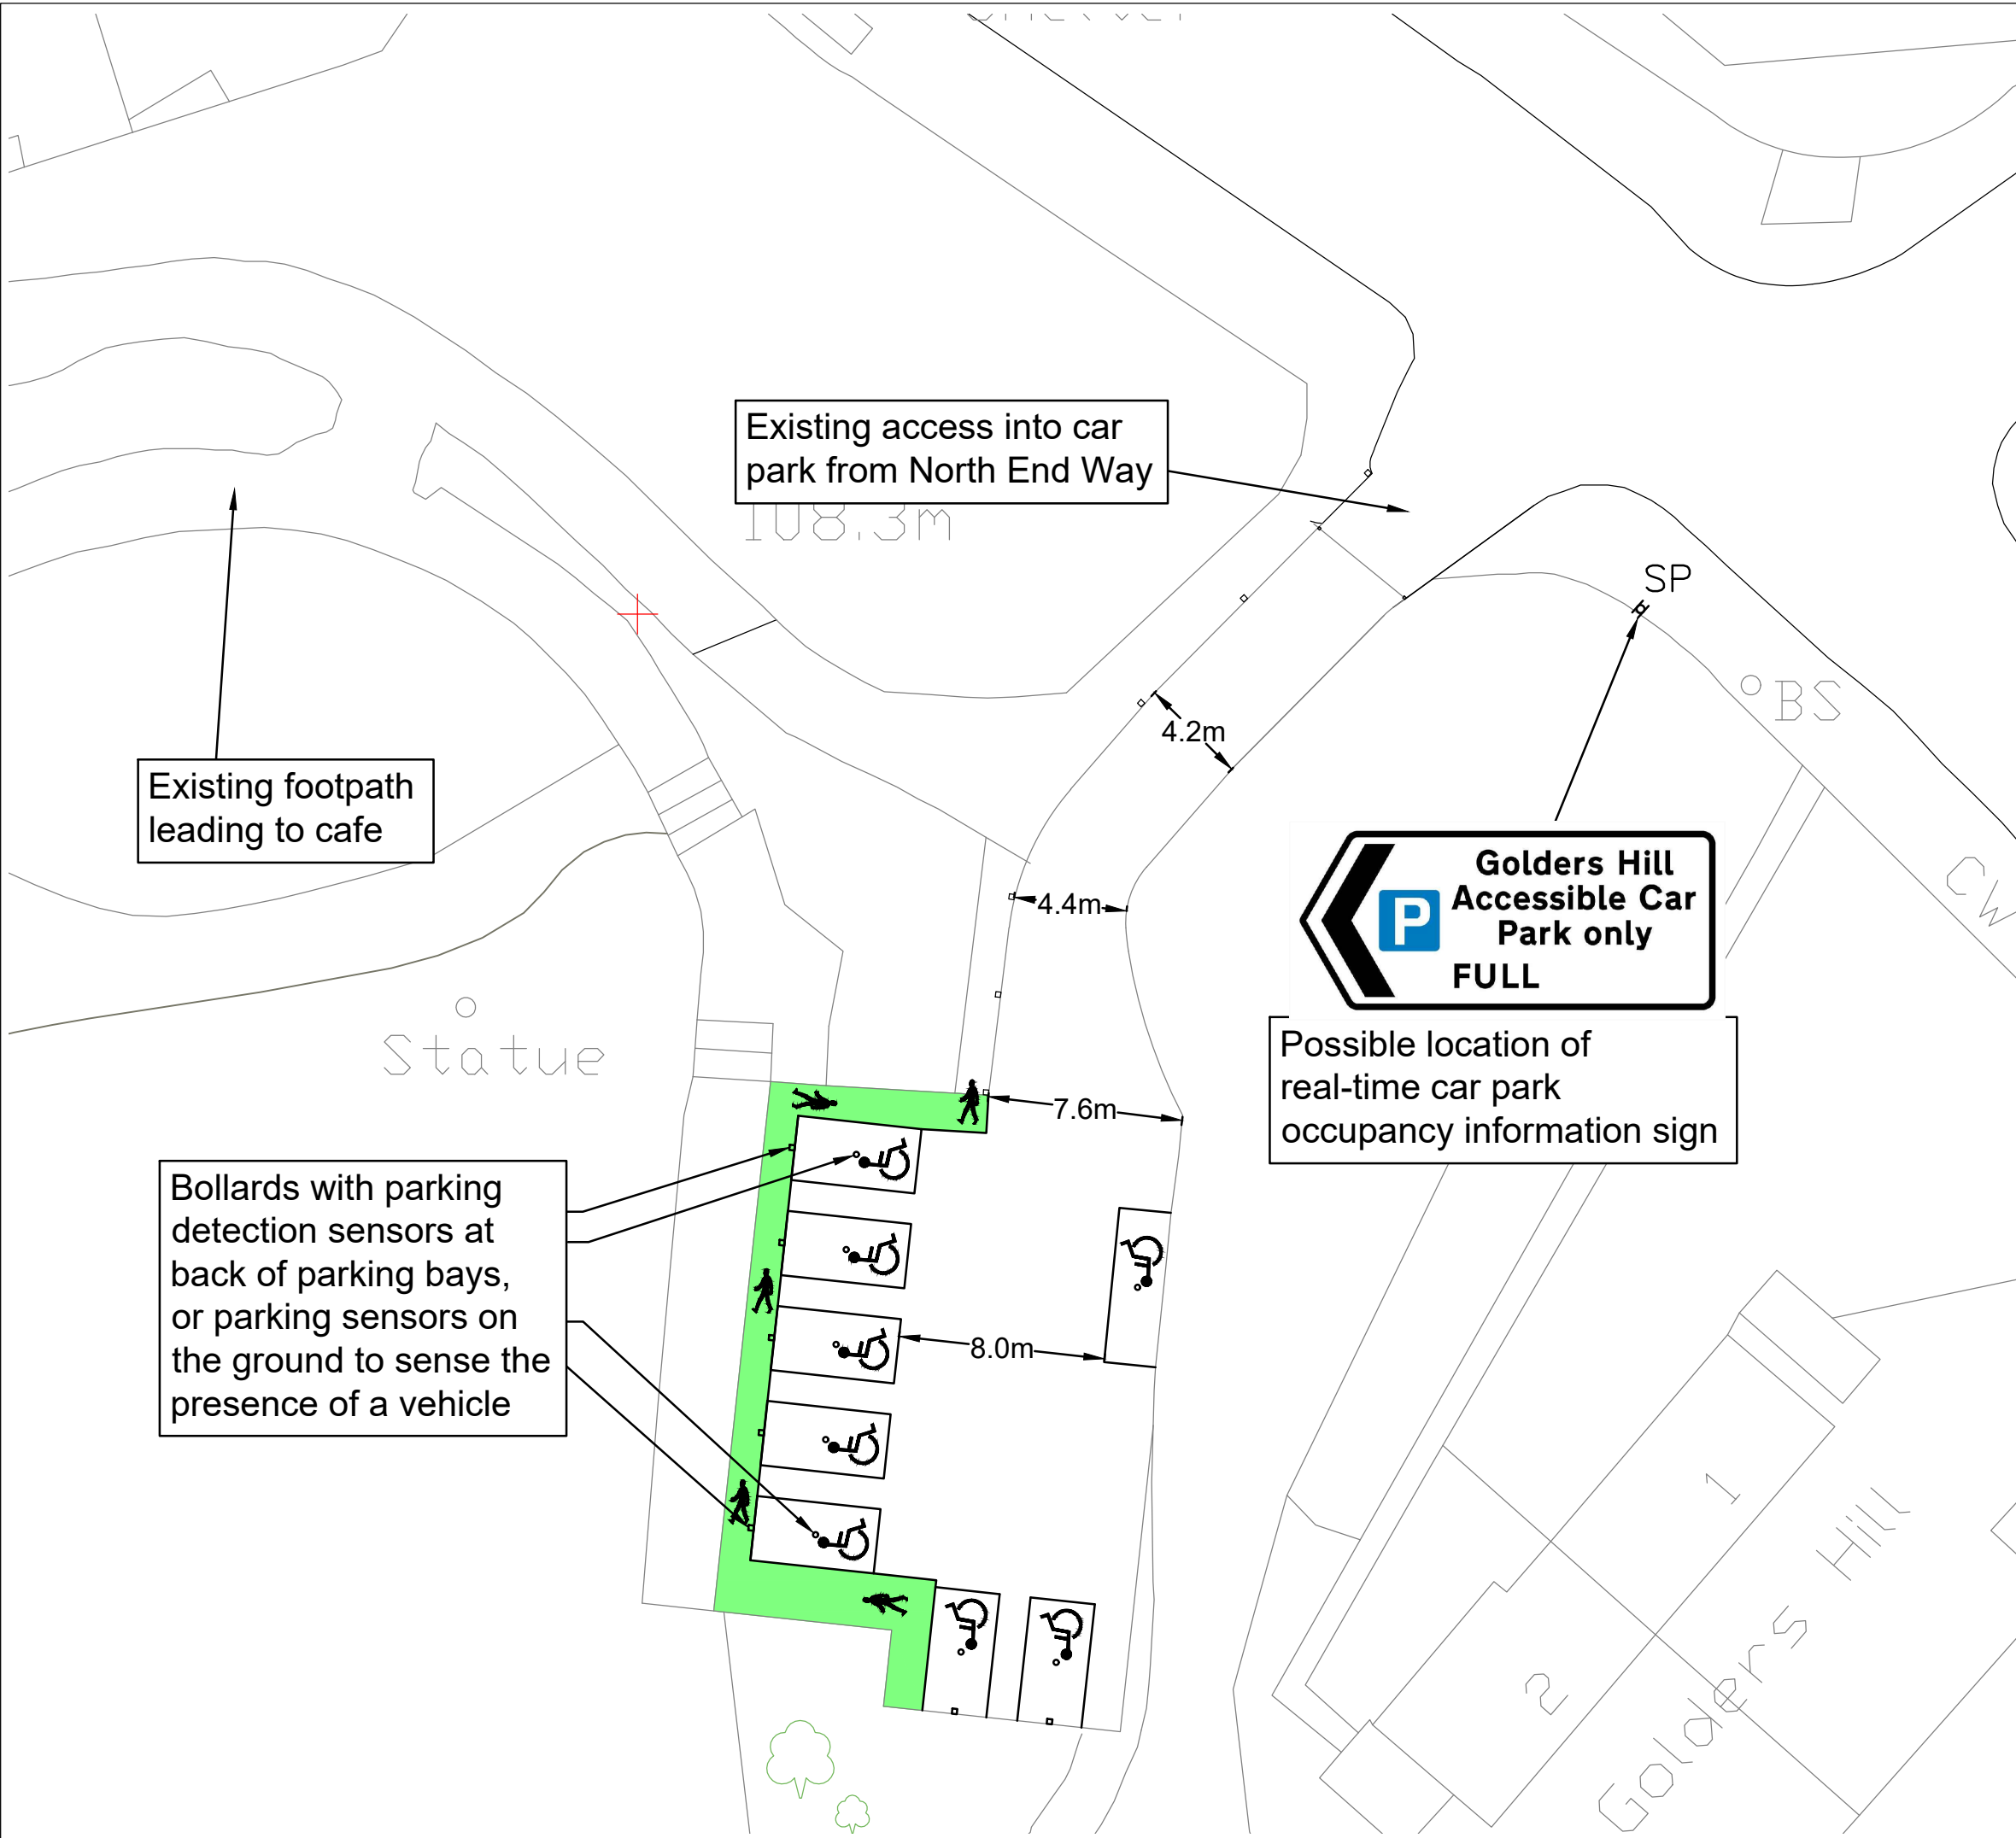 Existing access into car
park from North End Way
108.3m
SP
BS
4.2m
Existing footpath
leading to cafe
4.4m
Golders Hill
Accessible Car
P
Park only
FULL
CW
Statue
Possible location of
real-time car park
occupancy information sign
7.6m
Bollards with parking
detection sensors at
back of parking bays,
or parking sensors on
the ground to sense the
presence of a vehicle
8.0m
1
2
Golders Hill